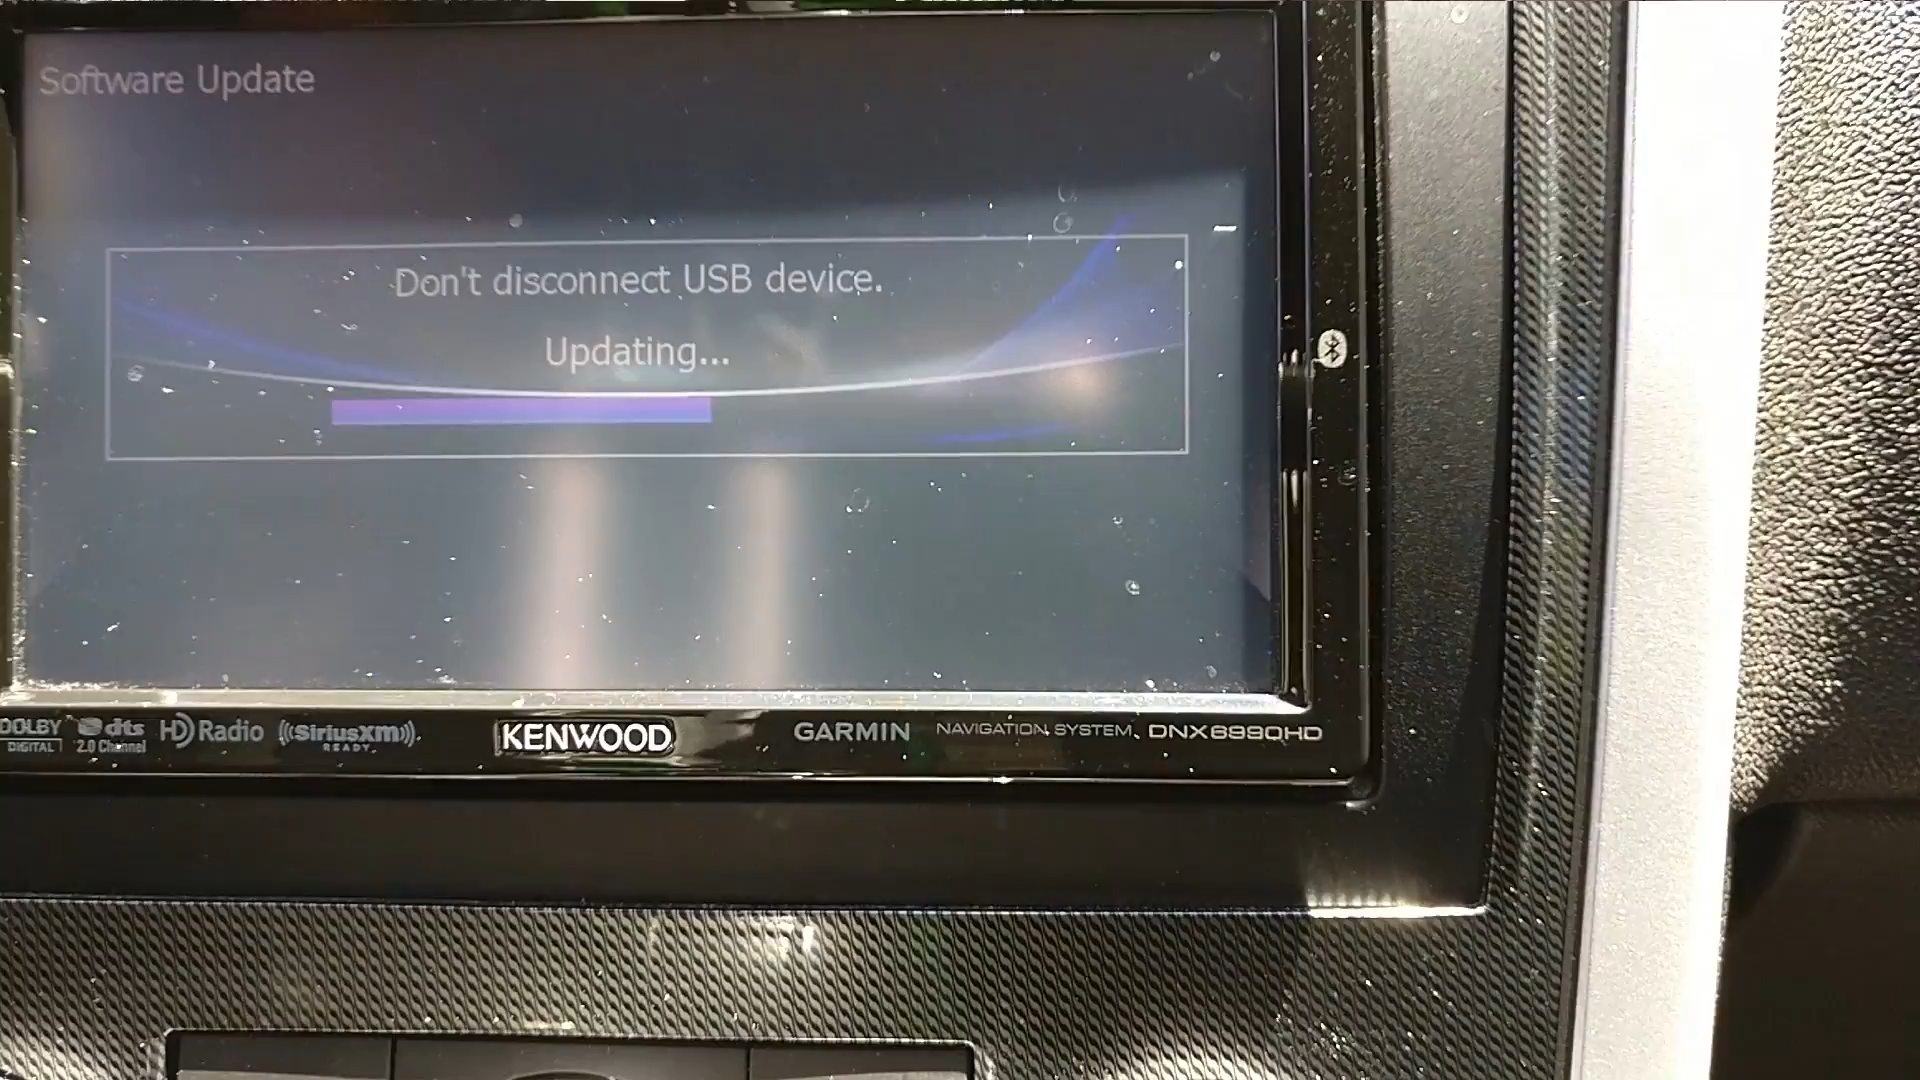 Software Update
Don't disconnect USB device.
Updating...
DOLBY DIGITAL
dts 2.0 Channel
HD Radio
((SiriusXM)) READY
KENWOOD
GARMIN
NAVIGATION SYSTEM DNX6990HD